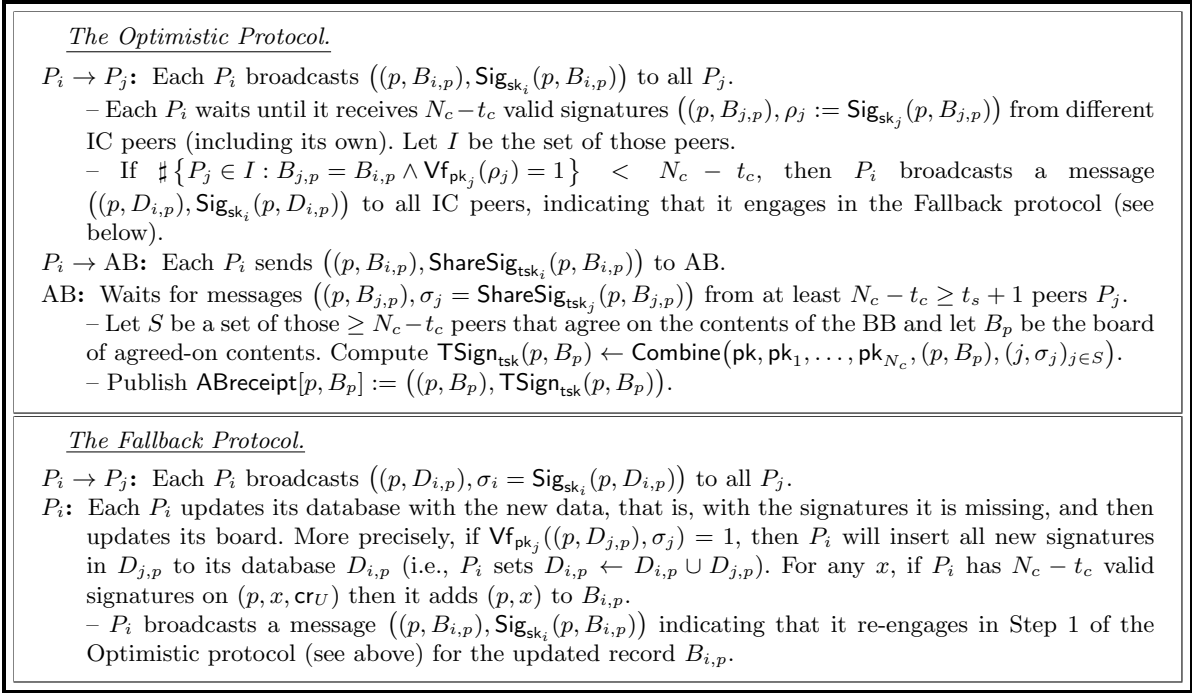 The Optimistic Protocol.
P_i → P_j: Each P_i broadcasts ((p, B_{i,p}), Sig_{sk_i}(p, B_{i,p})) to all P_j.
– Each P_i waits until it receives N_c − t_c valid signatures ((p, B_{j,p}), ρ_j := Sig_{sk_j}(p, B_{j,p})) from different
IC peers (including its own). Let I be the set of those peers.
– If ♯{P_j ∈ I : B_{j,p} = B_{i,p} ∧ Vf_{pk_j}(ρ_j) = 1} < N_c − t_c, then P_i broadcasts a message
((p, D_{i,p}), Sig_{sk_i}(p, D_{i,p})) to all IC peers, indicating that it engages in the Fallback protocol (see
below).
P_i → AB: Each P_i sends ((p, B_{i,p}), ShareSig_{tsk_i}(p, B_{i,p})) to AB.
AB: Waits for messages ((p, B_{j,p}), σ_j = ShareSig_{tsk_j}(p, B_{j,p})) from at least N_c − t_c ≥ t_s + 1 peers P_j.
– Let S be a set of those ≥ N_c − t_c peers that agree on the contents of the BB and let B_p be the board
of agreed-on contents. Compute TSign_{tsk}(p, B_p) ← Combine(pk, pk_1, . . . , pk_{N_c}, (p, B_p), (j, σ_j)_{j∈S}).
– Publish ABreceipt[p, B_p] := ((p, B_p), TSign_{tsk}(p, B_p)).
The Fallback Protocol.
P_i → P_j: Each P_i broadcasts ((p, D_{i,p}), σ_i = Sig_{sk_i}(p, D_{i,p})) to all P_j.
P_i: Each P_i updates its database with the new data, that is, with the signatures it is missing, and then
updates its board. More precisely, if Vf_{pk_j}((p, D_{j,p}), σ_j) = 1, then P_i will insert all new signatures
in D_{j,p} to its database D_{i,p} (i.e., P_i sets D_{i,p} ← D_{i,p} ∪ D_{j,p}). For any x, if P_i has N_c − t_c valid
signatures on (p, x, cr_U) then it adds (p, x) to B_{i,p}.
– P_i broadcasts a message ((p, B_{i,p}), Sig_{sk_i}(p, B_{i,p})) indicating that it re-engages in Step 1 of the
Optimistic protocol (see above) for the updated record B_{i,p}.